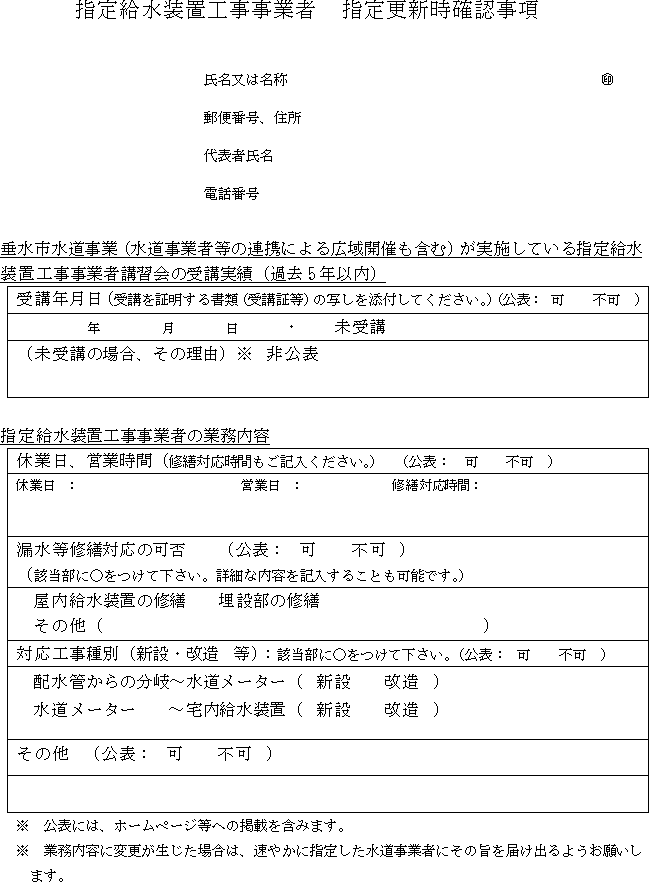 指定給水装置工事事業者　指定更新時確認事項
氏名又は名称　㊞
郵便番号、住所
代表者氏名
電話番号
垂水市水道事業（水道事業者等の連携による広域開催も含む）が実施している指定給水
装置工事事業者講習会の受講実績（過去5年以内）
受講年月日（受講を証明する書類（受講証等）の写しを添付してください。）（公表：　可　　不可　）
年　　　月　　　日　　・　　未受講
（未受講の場合、その理由）※　非公表
指定給水装置工事事業者の業務内容
休業日、営業時間（修繕対応時間もご記入ください。）　（公表：　可　　不可　）
休業日　：　　　営業日　：　　　修繕対応時間：
漏水等修繕対応の可否　　（公表：　可　　不可　）
（該当部に〇をつけて下さい。詳細な内容を記入することも可能です。）
屋内給水装置の修繕　　埋設部の修繕
その他（　　　）
対応工事種別（新設・改造　等）：該当部に〇をつけて下さい。（公表：　可　　不可　）
配水管からの分岐～水道メーター（　新設　　改造　）
水道メーター　　～宅内給水装置（　新設　　改造　）
その他　（公表：　可　　不可　）
※　公表には、ホームページ等への掲載を含みます。
※　業務内容に変更が生じた場合は、速やかに指定した水道事業者にその旨を届け出るようお願いし
ます。